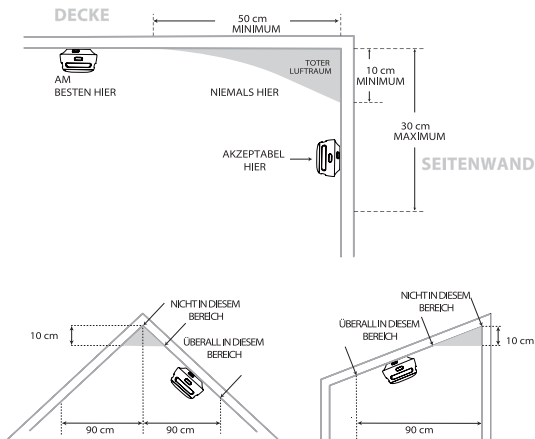 DECKE
50 cm
MINIMUM
TOTER
LUFTRAUM
10 cm
MINIMUM
AM
BESTEN HIER
NIEMALS HIER
30 cm
MAXIMUM
AKZEPTABEL
HIER
SEITENWAND
NICHT IN DIESEM
BEREICH
10 cm
ÜBERALL IN DIESEM
BEREICH
90 cm
90 cm
NICHT IN DIESEM
BEREICH
ÜBERALL IN DIESEM
BEREICH
10 cm
90 cm